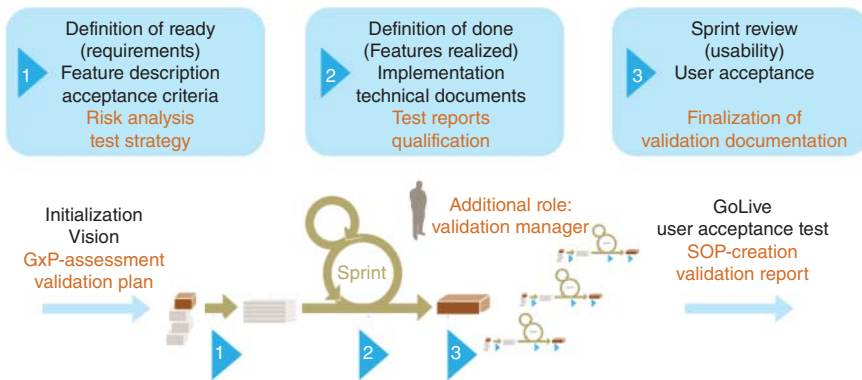 1
Definition of ready
(requirements)
Feature description
acceptance criteria
Risk analysis
test strategy
2
Definition of done
(Features realized)
Implementation
technical documents
Test reports
qualification
3
Sprint review
(usability)
User acceptance
Finalization of
validation documentation
Initialization
Vision
GxP-assessment
validation plan
Sprint
Additional role:
validation manager
GoLive
user acceptance test
SOP-creation
validation report
1
2
3